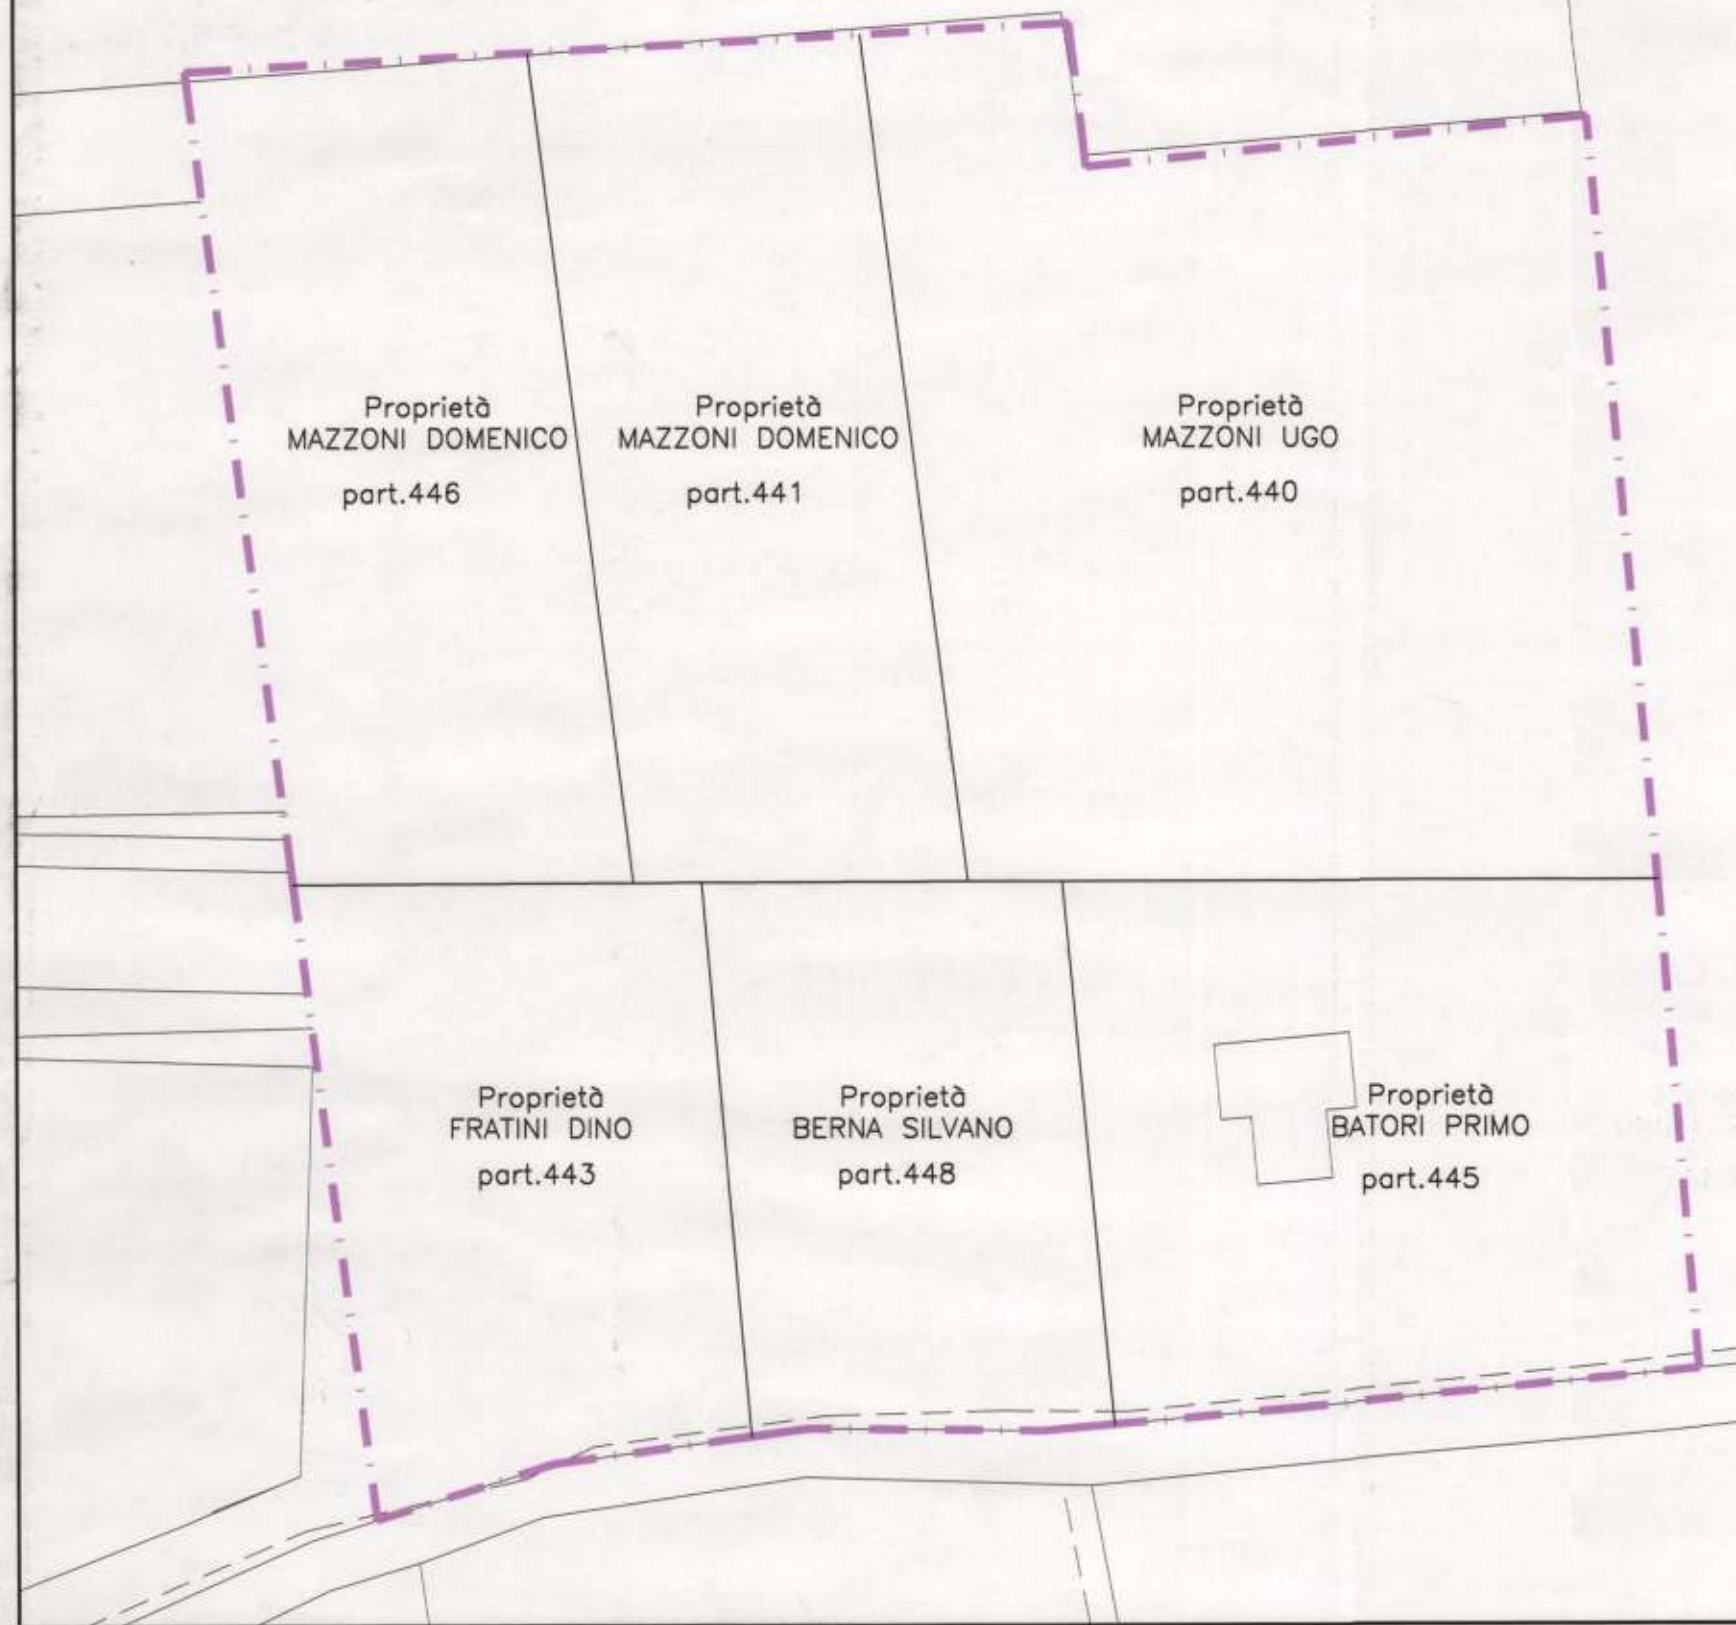 Proprietà
MAZZONI DOMENICO
part.446
Proprietà
MAZZONI DOMENICO
part.441
Proprietà
MAZZONI UGO
part.440
Proprietà
FRATINI DINO
part.443
Proprietà
BERNA SILVANO
part.448
Proprietà
BATORI PRIMO
part.445